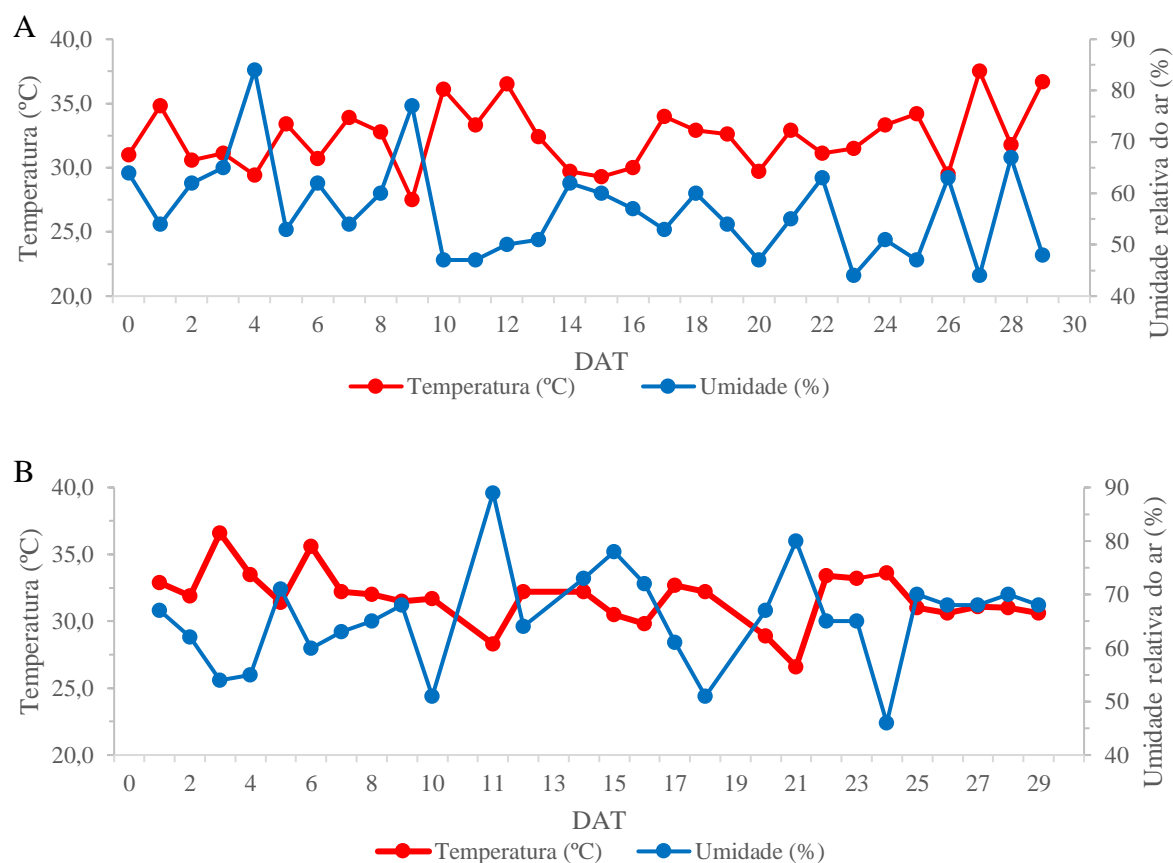 A
Temperatura (ºC)
40,0
35,0
30,0
25,0
20,0
90
80
70
60
50
40
Umidade relativa do ar (%)
0 2 4 6 8 10 12 14 16 18 20 22 24 26 28 30
DAT
Temperatura (ºC) Umidade (%)
B
Temperatura (ºC)
40,0
35,0
30,0
25,0
20,0
90
80
70
60
50
40
Umidade relativa do ar (%)
0 2 4 6 8 10 11 13 15 17 19 21 23 25 27 29
DAT
Temperatura (ºC) Umidade (%)